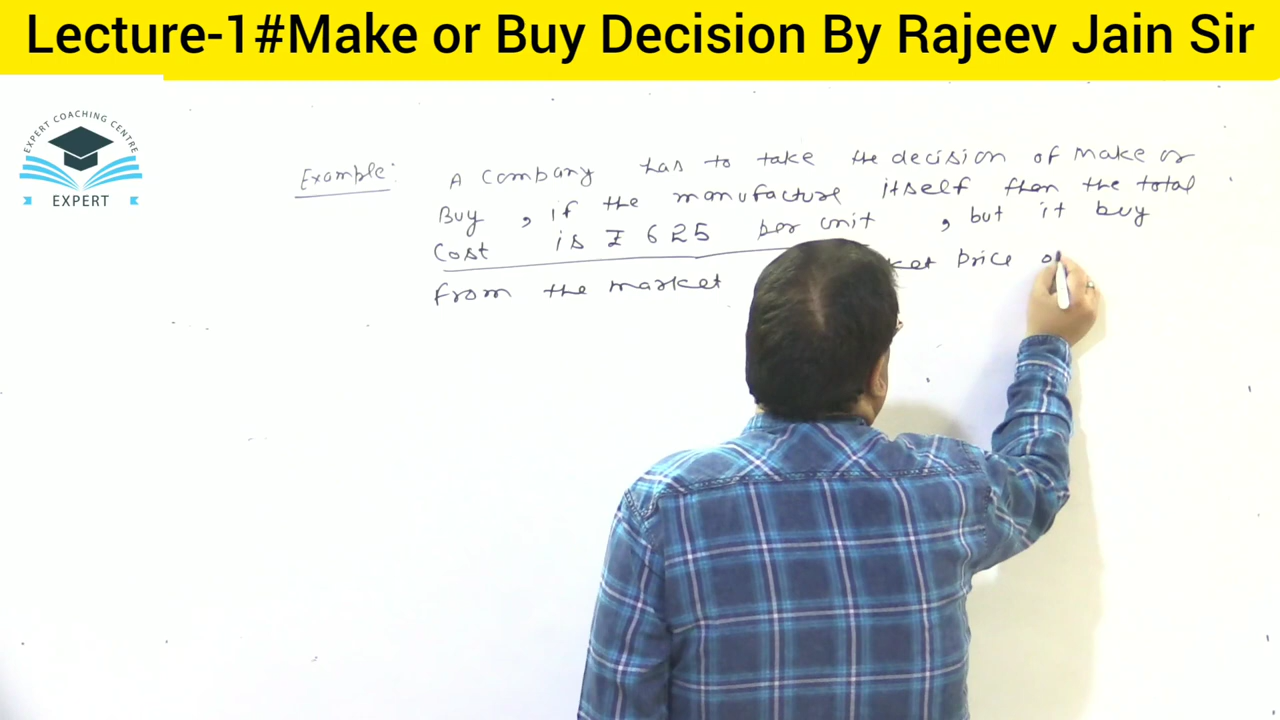 Lecture-1#Make or Buy Decision By Rajeev Jain Sir
EXPERT COACHING CENTRE
EXPERT
Example:
A Company has to take the decision of Make or
Buy, if the manufacture itself then the total
Cost is ₹ 625 per unit, but it buy
from the market ket price o